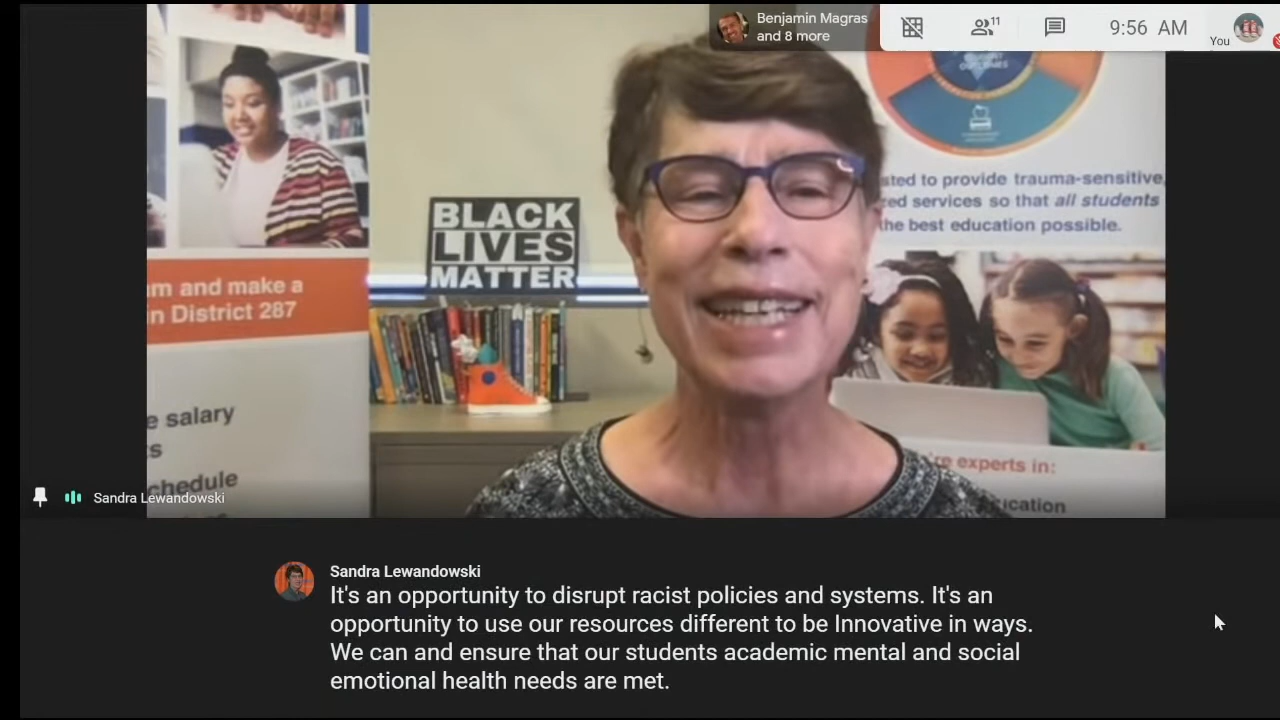 Benjamin Magras
and 8 more
11
9:56 AM
You
BLACK
LIVES
MATTER
sted to provide trauma-sensitive,
ed services so that all students
the best education possible.
m and make a
n District 287
e salary
s
chedule
're experts in:
ication
Sandra Lewandowski
Sandra Lewandowski
It's an opportunity to disrupt racist policies and systems. It's an
opportunity to use our resources different to be Innovative in ways.
We can and ensure that our students academic mental and social
emotional health needs are met.